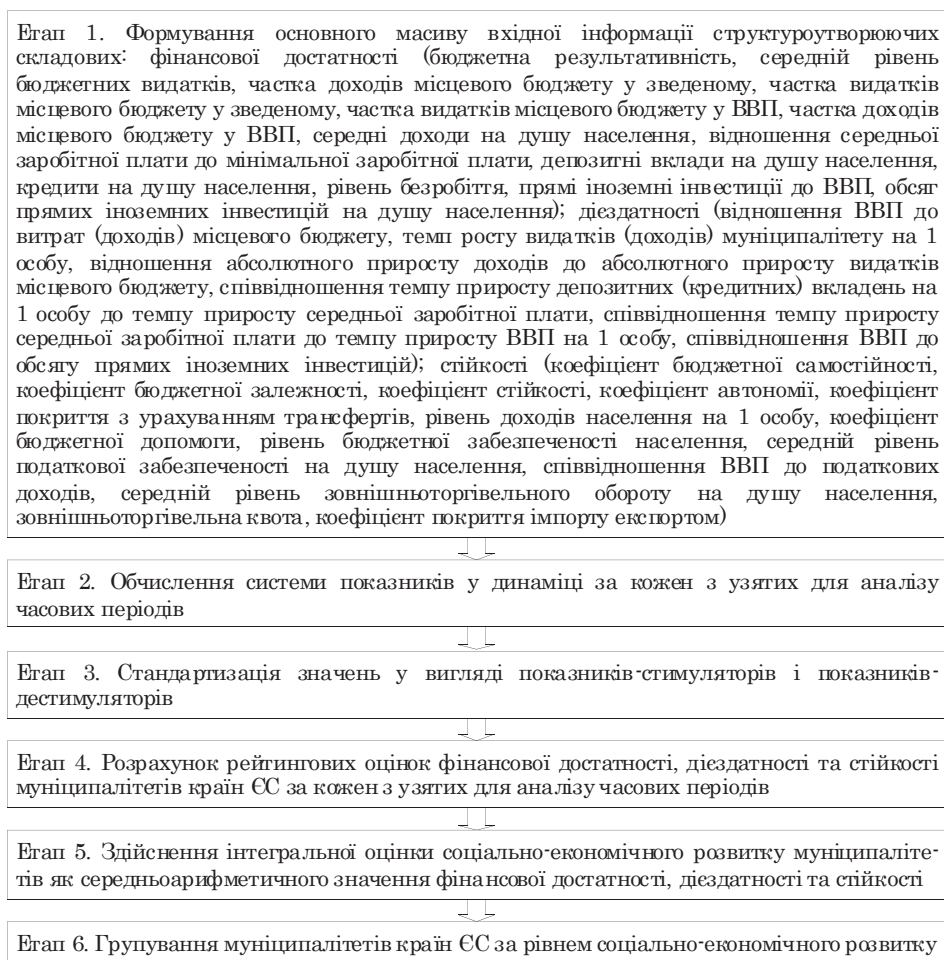 Етап 1. Формування основного масиву вхідної інформації структуроутворюючих
складових: фінансової достатності (бюджетна результативність, середній рівень
бюджетних видатків, частка доходів місцевого бюджету у зведеному, частка видатків
місцевого бюджету у зведеному, частка видатків місцевого бюджету у ВВП, частка доходів
місцевого бюджету у ВВП, середні доходи на душу населення, відношення середньої
заробітної плати до мінімальної заробітної плати, депозитні вклади на душу населення,
кредити на душу населення, рівень безробіття, прямі іноземні інвестиції до ВВП, обсяг
прямих іноземних інвестицій на душу населення); дієздатності (відношення ВВП до
витрат (доходів) місцевого бюджету, темп росту видатків (доходів) муніципалітету на 1
особу, відношення абсолютного приросту доходів до абсолютного приросту видатків
місцевого бюджету, співвідношення темпу приросту депозитних (кредитних) вкладень на
1 особу до темпу приросту середньої заробітної плати, співвідношення темпу приросту
середньої заробітної плати до темпу приросту ВВП на 1 особу, співвідношення ВВП до
обсягу прямих іноземних інвестицій); стійкості (коефіцієнт бюджетної самостійності,
коефіцієнт бюджетної залежності, коефіцієнт стійкості, коефіцієнт автономії, коефіцієнт
покриття з урахуванням трансфертів, рівень доходів населення на 1 особу, коефіцієнт
бюджетної допомоги, рівень бюджетної забезпеченості населення, середній рівень
податкової забезпеченості на душу населення, співвідношення ВВП до податкових
доходів, середній рівень зовнішньоторгівельного обороту на душу населення,
зовнішньоторгівельна квота, коефіцієнт покриття імпорту експортом)
Етап 2. Обчислення системи показників у динаміці за кожен з узятих для аналізу
часових періодів
Етап 3. Стандартизація значень у вигляді показників-стимуляторів і показників-
дестимуляторів
Етап 4. Розрахунок рейтингових оцінок фінансової достатності, дієздатності та стійкості
муніципалітетів країн ЄС за кожен з узятих для аналізу часових періодів
Етап 5. Здійснення інтегральної оцінки соціально-економічного розвитку муніципаліте-
тів як середньоарифметичного значення фінансової достатності, дієздатності та стійкості
Етап 6. Групування муніципалітетів країн ЄС за рівнем соціально-економічного розвитку